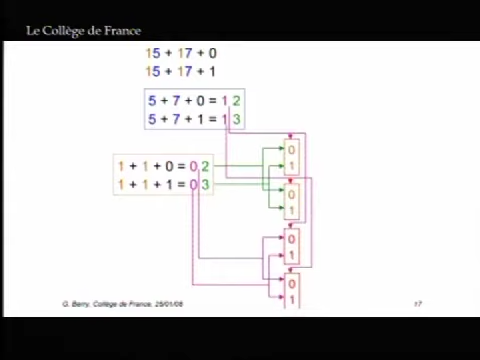 Le Collège de France
15 + 17 + 0
15 + 17 + 1
5 + 7 + 0 = 1 2
5 + 7 + 1 = 1 3
0
1
1 + 1 + 0 = 0 2
1 + 1 + 1 = 0 3
0
1
0
1
0
1
G. Berry, Collège de France, 25/01/08
17